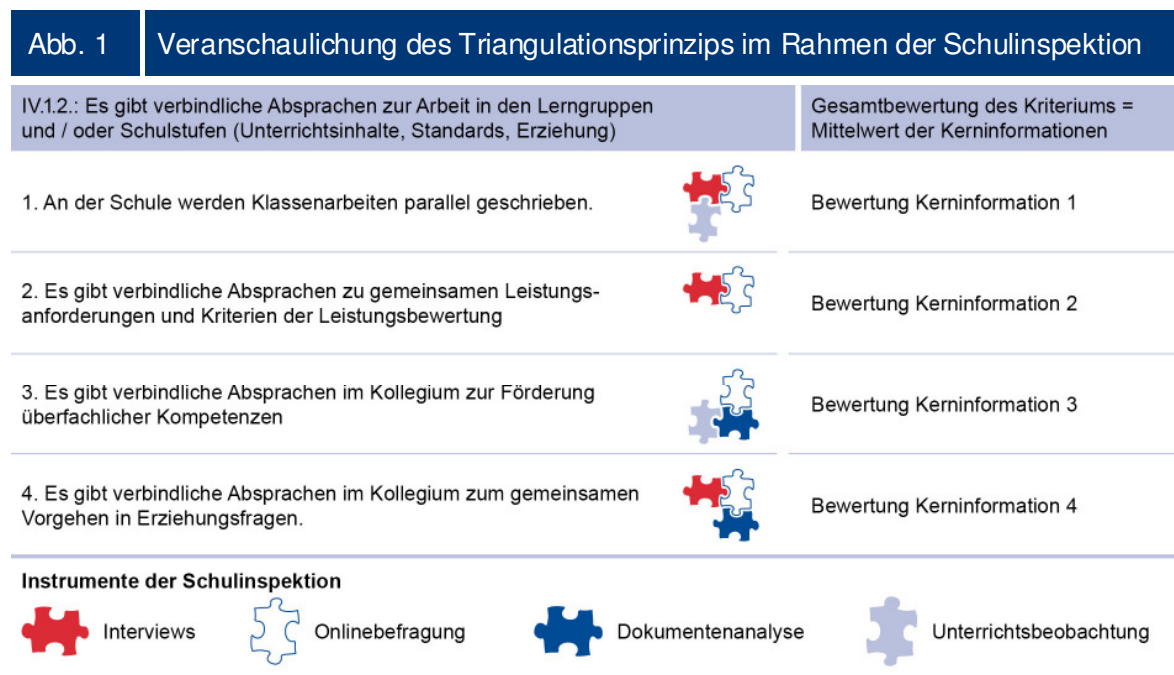 Abb. 1 Veranschaulichung des Triangulationsprinzips im Rahmen der Schulinspektion
IV.1.2.: Es gibt verbindliche Absprachen zur Arbeit in den Lerngruppen
und / oder Schulstufen (Unterrichtsinhalte, Standards, Erziehung)
Gesamtbewertung des Kriteriums =
Mittelwert der Kerninformationen
1. An der Schule werden Klassenarbeiten parallel geschrieben.
Bewertung Kerninformation 1
2. Es gibt verbindliche Absprachen zu gemeinsamen Leistungs-
anforderungen und Kriterien der Leistungsbewertung
Bewertung Kerninformation 2
3. Es gibt verbindliche Absprachen im Kollegium zur Förderung
überfachlicher Kompetenzen
Bewertung Kerninformation 3
4. Es gibt verbindliche Absprachen im Kollegium zum gemeinsamen
Vorgehen in Erziehungsfragen.
Bewertung Kerninformation 4
Instrumente der Schulinspektion
Interviews
Onlinebefragung
Dokumentenanalyse
Unterrichtsbeobachtung